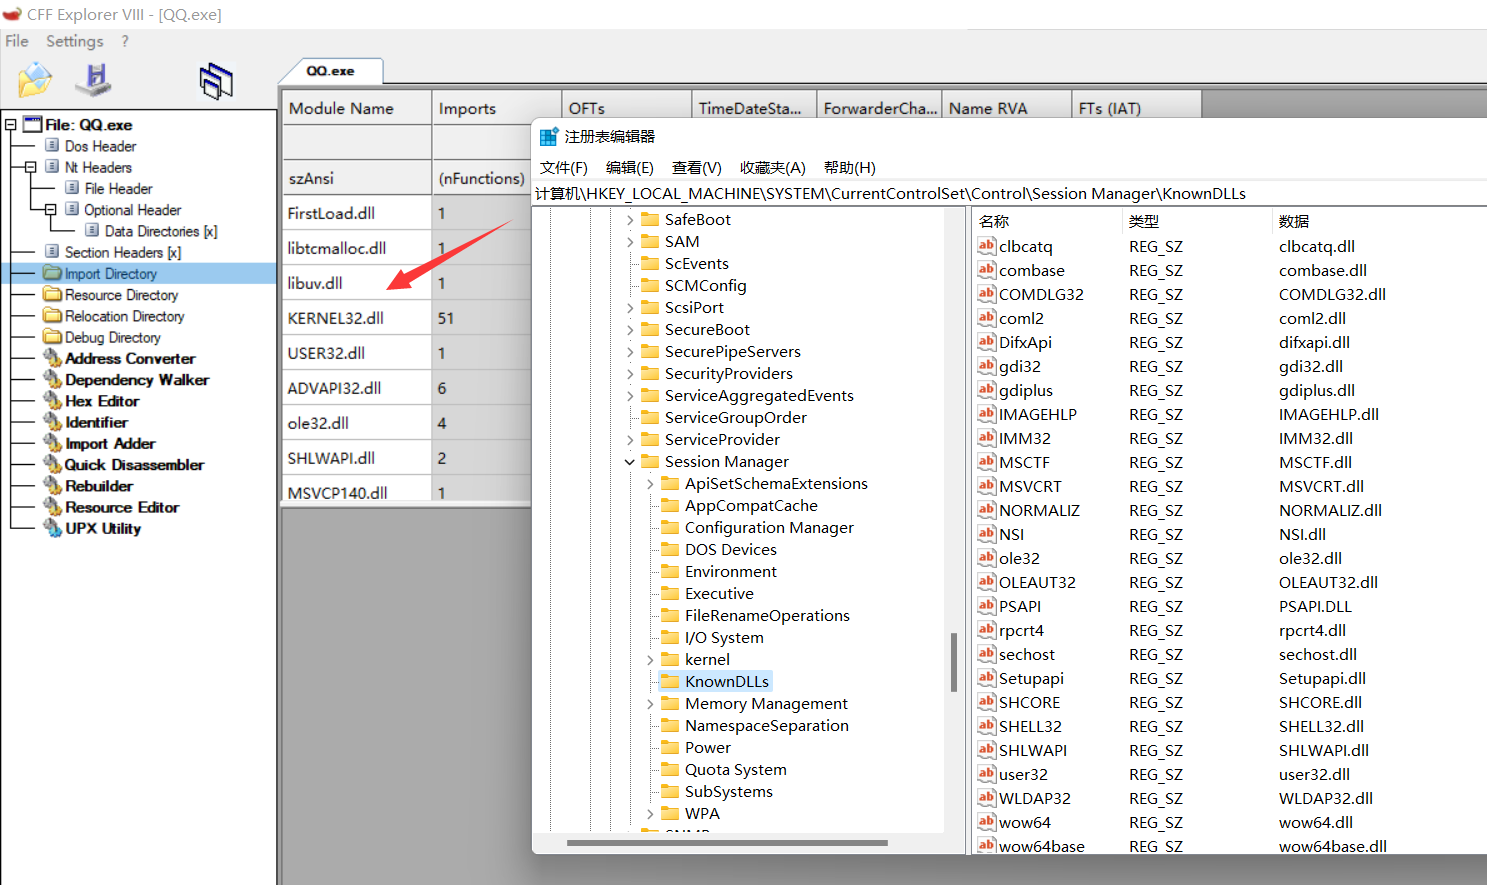 CFF Explorer VIII - [QQ.exe]
File Settings ?
QQ.exe
File: QQ.exe
Dos Header
Nt Headers
File Header
Optional Header
Data Directories [x]
Section Headers [x]
Import Directory
Resource Directory
Relocation Directory
Debug Directory
Address Converter
Dependency Walker
Hex Editor
Identifier
Import Adder
Quick Disassembler
Rebuilder
Resource Editor
UPX Utility
Module Name Imports OFTs TimeDateSta... ForwarderCha... Name RVA FTs (IAT)
szAnsi (nFunctions)
FirstLoad.dll 1
libtcmalloc.dll 1
libuv.dll 1
KERNEL32.dll 51
USER32.dll 1
ADVAPI32.dll 6
ole32.dll 4
SHLWAPI.dll 2
MSVCP140.dll 1
注册表编辑器
文件(F) 编辑(E) 查看(V) 收藏夹(A) 帮助(H)
计算机\HKEY_LOCAL_MACHINE\SYSTEM\CurrentControlSet\Control\Session Manager\KnownDLLs
SafeBoot
SAM
ScEvents
SCMConfig
ScsiPort
SecureBoot
SecurePipeServers
SecurityProviders
ServiceAggregatedEvents
ServiceGroupOrder
ServiceProvider
Session Manager
ApiSetSchemaExtensions
AppCompatCache
Configuration Manager
DOS Devices
Environment
Executive
FileRenameOperations
I/O System
kernel
KnownDLLs
Memory Management
NamespaceSeparation
Power
Quota System
SubSystems
WPA
名称 类型 数据
clbcatq REG_SZ clbcatq.dll
combase REG_SZ combase.dll
COMDLG32 REG_SZ COMDLG32.dll
coml2 REG_SZ coml2.dll
DifxApi REG_SZ difxapi.dll
gdi32 REG_SZ gdi32.dll
gdiplus REG_SZ gdiplus.dll
IMAGEHLP REG_SZ IMAGEHLP.dll
IMM32 REG_SZ IMM32.dll
MSCTF REG_SZ MSCTF.dll
MSVCRT REG_SZ MSVCRT.dll
NORMALIZ REG_SZ NORMALIZ.dll
NSI REG_SZ NSI.dll
ole32 REG_SZ ole32.dll
OLEAUT32 REG_SZ OLEAUT32.dll
PSAPI REG_SZ PSAPI.DLL
rpcrt4 REG_SZ rpcrt4.dll
sechost REG_SZ sechost.dll
Setupapi REG_SZ Setupapi.dll
SHCORE REG_SZ SHCORE.dll
SHELL32 REG_SZ SHELL32.dll
SHLWAPI REG_SZ SHLWAPI.dll
user32 REG_SZ user32.dll
WLDAP32 REG_SZ WLDAP32.dll
wow64 REG_SZ wow64.dll
wow64base REG_SZ wow64base.dll